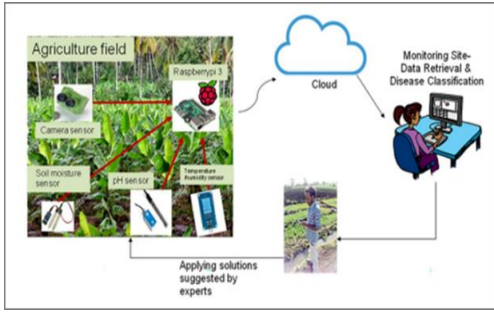 Agriculture field
Raspberrypi 3
Camera sensor
Soil moisture
sensor
pH sensor
Temperature
/humidity sensor
Cloud
Monitoring Site-
Data Retrieval &
Disease Classification
Applying solutions
suggested by
experts